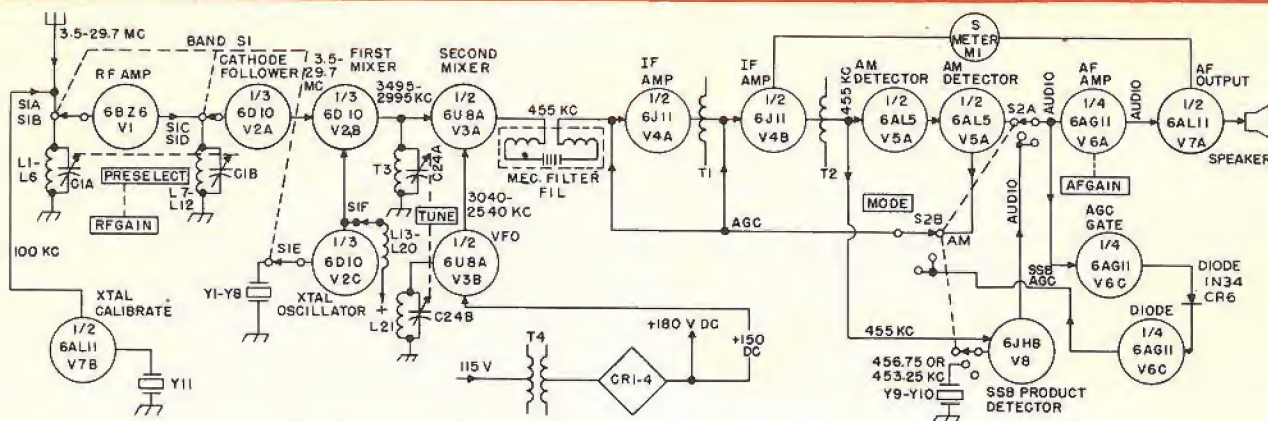 3.5-29.7 MC
BAND S1
RF AMP
6BZ6
V1
S1A
S1B
S1C
S1D
L1-
L6
C1A
PRESELECT
RFGAIN
L7-
L12
C1B
CATHODE
FOLLOWER
1/3
6D10
V2A
3.5-
29.7
MC
FIRST
MIXER
1/3
6D10
V2B
3495-
2995KC
SECOND
MIXER
1/2
6U8A
V3A
T3
C24A
455 KC
MEC. FILTER
FIL
IF
AMP
1/2
6J11
V4A
T1
IF
AMP
1/2
6J11
V4B
S
METER
M1
T2
455KC
AM
DETECTOR
1/2
6AL5
V5A
AM
DETECTOR
1/2
6AL5
V5A
S2A
AUDIO
AF
AMP
1/4
6AG11
V6A
AUDIO
AF
OUTPUT
1/2
6AL11
V7A
SPEAKER
AFGAIN
100 KC
XTAL
CALIBRATE
1/2
6AL11
V7B
Y11
S1E
Y1-Y8
1/3
6D10
V2C
XTAL
OSCILLATOR
S1F
L13-
L20
+
L21
TUNE
C24B
3040-
2540 KC
VFO
1/2
6U8A
V3B
+180 V DC
+150
DC
115 V
T4
CR1-4
AGC
MODE
S2B
AM
AUDIO
SSB
AGC
AGC
GATE
1/4
6AG11
V6C
DIODE
1N34
CR6
DIODE
1/4
6AG11
V6C
455 KC
6JH8
V8
SSB PRODUCT
DETECTOR
456.75 OR
453.25 KC
Y9-Y10